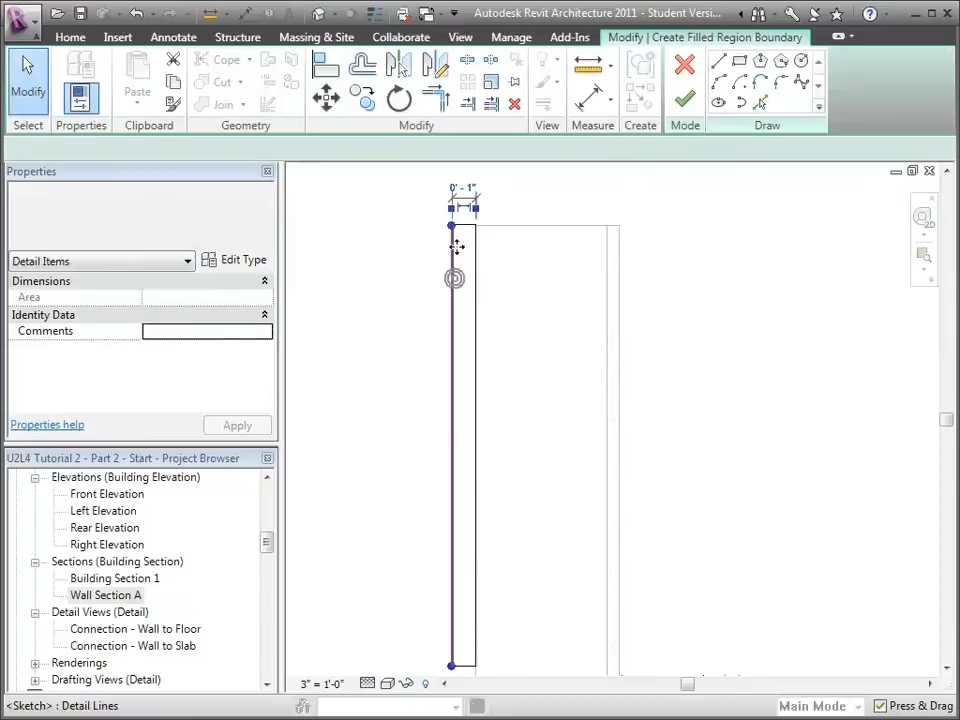 Autodesk Revit Architecture 2011 - Student Versi...
Home Insert Annotate Structure Massing & Site Collaborate View Manage Add-Ins Modify | Create Filled Region Boundary
Modify Paste Cope Cut Join
Select Properties Clipboard Geometry Modify View Measure Create Mode Draw
Properties
Detail Items Edit Type
Dimensions
Area
Identity Data
Comments
Properties help Apply
U2L4 Tutorial 2 - Part 2 - Start - Project Browser
Elevations (Building Elevation)
Front Elevation
Left Elevation
Rear Elevation
Right Elevation
Sections (Building Section)
Building Section 1
Wall Section A
Detail Views (Detail)
Connection - Wall to Floor
Connection - Wall to Slab
Renderings
Drafting Views (Detail)
0' - 1"
2D
3" = 1'-0"
<Sketch> : Detail Lines Main Mode Press & Drag